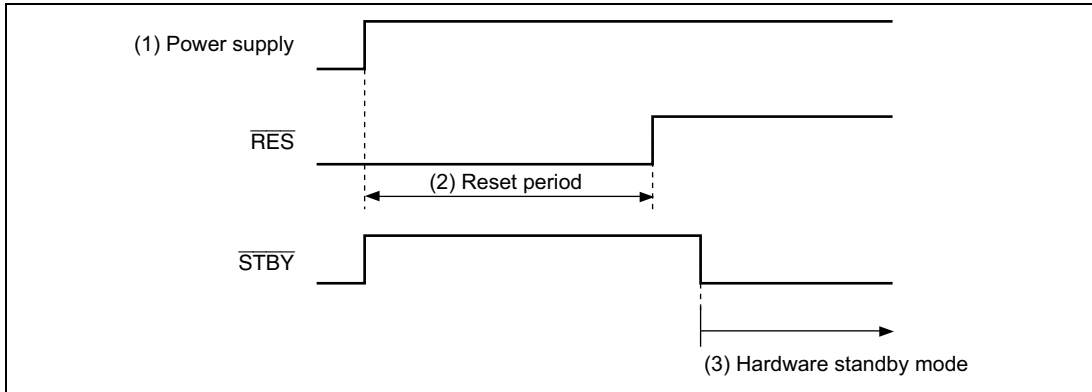 (1) Power supply
RES
(2) Reset period
STBY
(3) Hardware standby mode